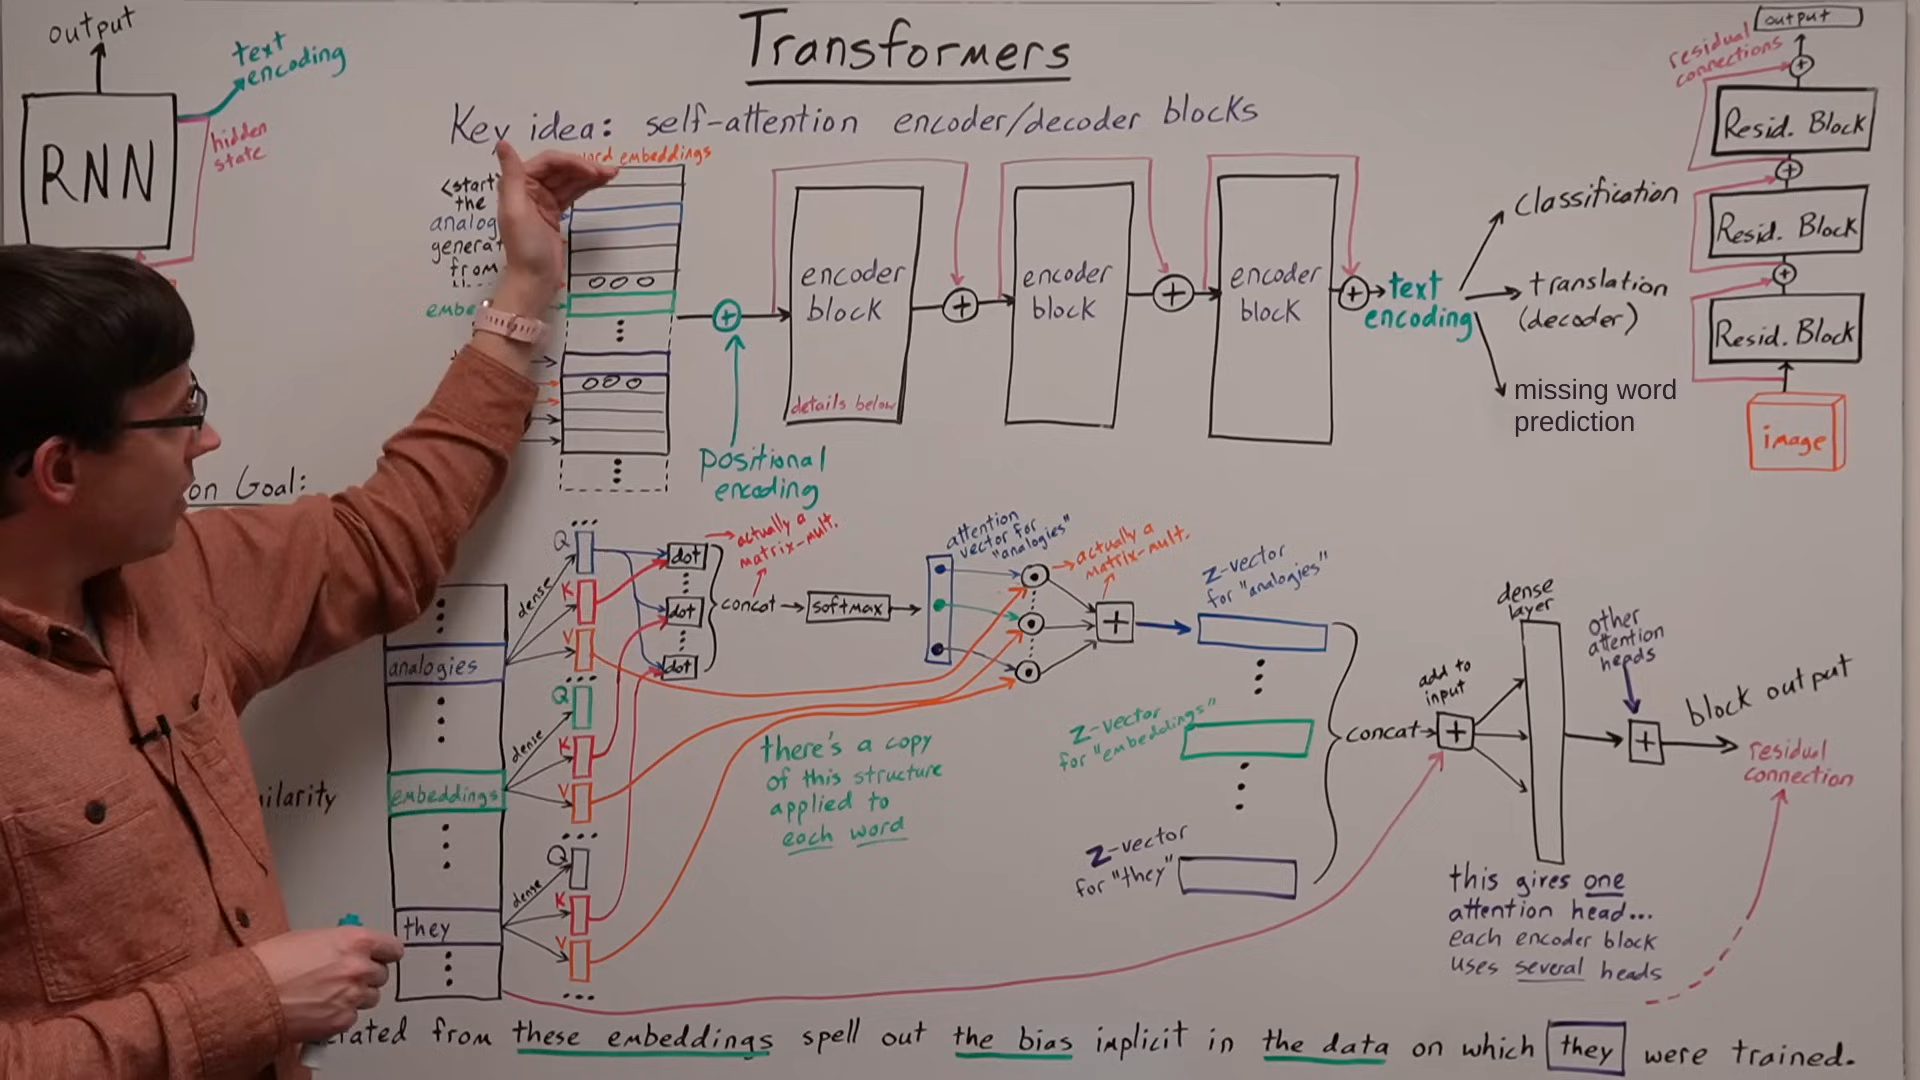 Transformers
Key idea: self-attention encoder/decoder blocks
output
text
encoding
RNN
hidden
state
word embeddings
<start>
the
from
encoder
block
details below
encoder
block
encoder
block
positional
encoding
text
encoding
classification
translation
(decoder)
missing word
prediction
output
residual
connections
Resid. Block
Resid. Block
Resid. Block
image
on Goal:
analogies
embeddings
they
dense
Q
K
V
dense
Q
K
V
dense
Q
K
V
dot
dot
dot
actually a
matrix-mult.
concat
softmax
attention
vector for
"analogies"
actually a
matrix-mult.
+
z-vector
for "analogies"
z-vector
for "embeddings"
z-vector
for "they"
there's a copy
of this structure
applied to
each word
concat
add to
input
+
dense
layer
other
attention
heads
+
block output
residual
connection
this gives one
attention head...
each encoder block
uses several heads
from these embeddings spell out the bias implicit in the data on which they were trained.